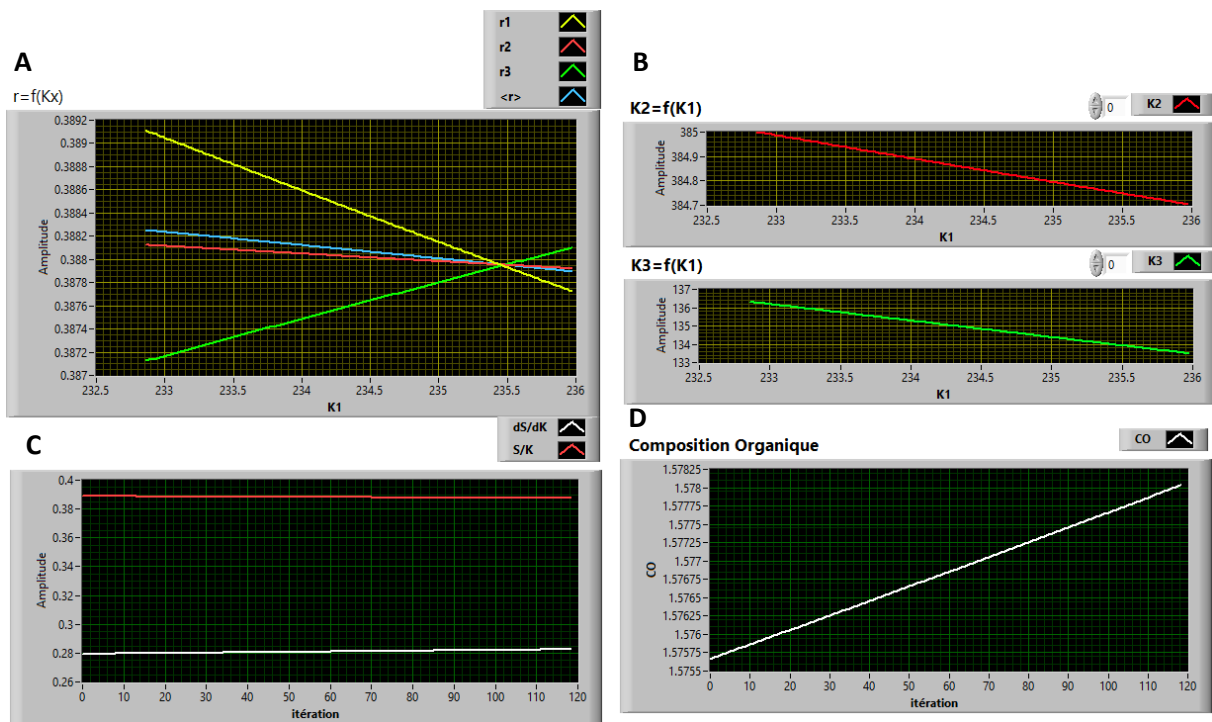 A
r=f(Kx)
r1
r2
r3
<r>
0.3892
0.389
0.3888
0.3886
0.3884
0.3882
0.388
0.3878
0.3876
0.3874
0.3872
0.387
Amplitude
232.5 233 233.5 234 234.5 235 235.5 236
K1
B
K2=f(K1)
0
K2
385
384.9
384.8
384.7
Amplitude
232.5 233 233.5 234 234.5 235 235.5 236
K1
K3=f(K1)
0
K3
137
136
135
134
133
Amplitude
232.5 233 233.5 234 234.5 235 235.5 236
K1
C
dS/dK
S/K
0.4
0.38
0.36
0.34
0.32
0.3
0.28
0.26
Amplitude
0 10 20 30 40 50 60 70 80 90 100 110 120
itération
D
Composition Organique
CO
1.57825
1.578
1.57775
1.5775
1.57725
1.577
1.57675
1.5765
1.57625
1.576
1.57575
1.5755
CO
0 10 20 30 40 50 60 70 80 90 100 110 120
itération